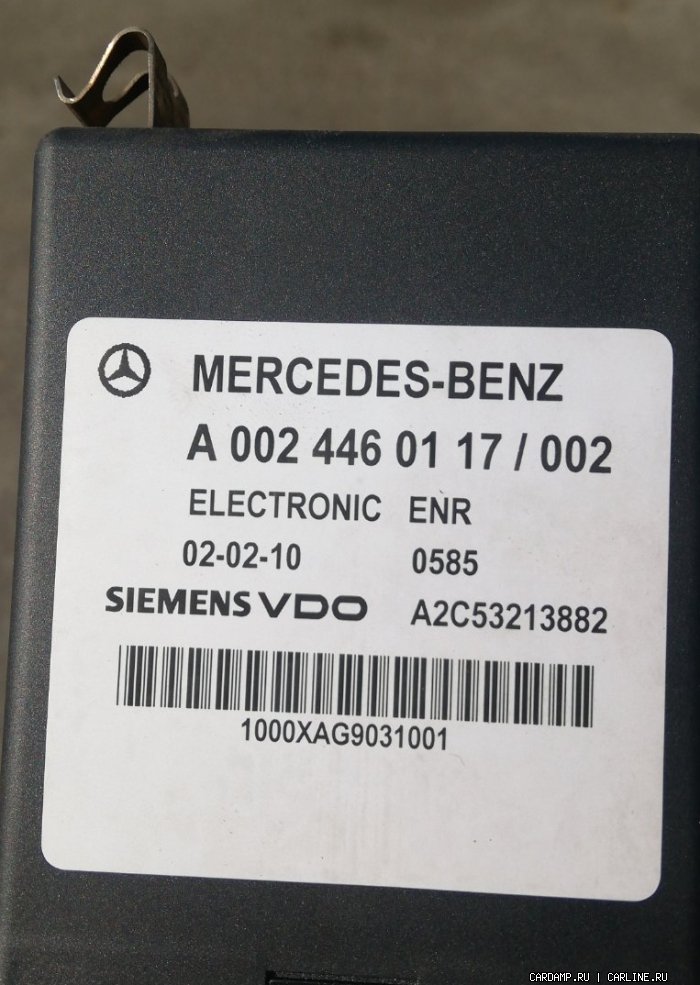 MERCEDES-BENZ
A 002 446 01 17 / 002
ELECTRONIC ENR
02-02-10 0585
SIEMENS VDO A2C53213882
1000XAG9031001
CARDAMP.RU | CARLINE.RU